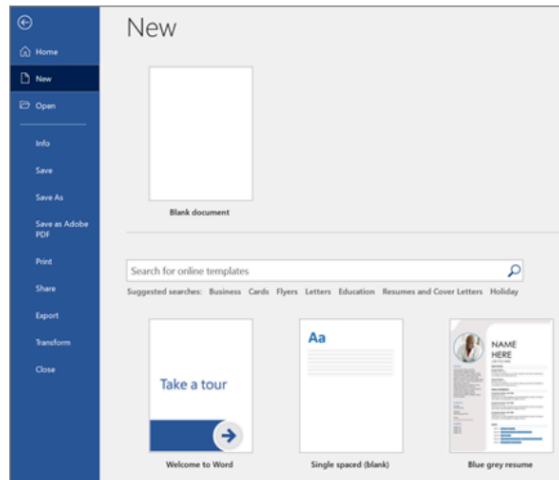 New
Home
New
Open
Info
Save
Save As
Save as Adobe
PDF
Print
Share
Export
Transform
Close
Blank document
Search for online templates
Suggested searches: Business Cards Flyers Letters Education Resumes and Cover Letters Holiday
Take a tour
Welcome to Word
Aa
Single spaced (blank)
NAME
HERE
Blue grey resume